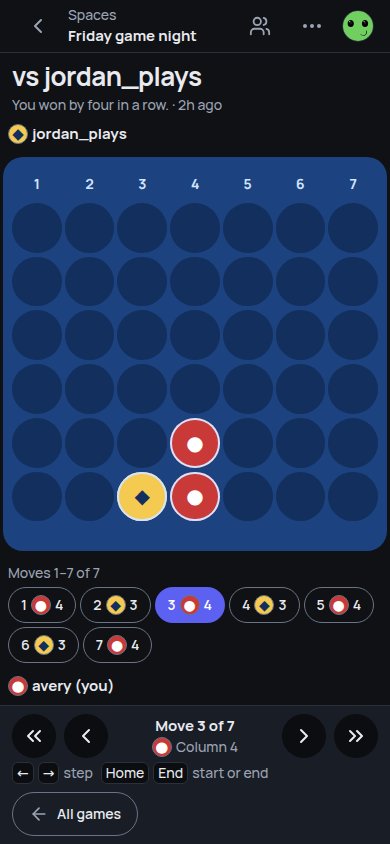 Spaces
Friday game night
vs jordan_plays
You won by four in a row. · 2h ago
jordan_plays
1 2 3 4 5 6 7
Moves 1–7 of 7
1 4 2 3 3 4 4 3 5 4
6 3 7 4
avery (you)
Move 3 of 7
Column 4
← → step Home End start or end
← All games